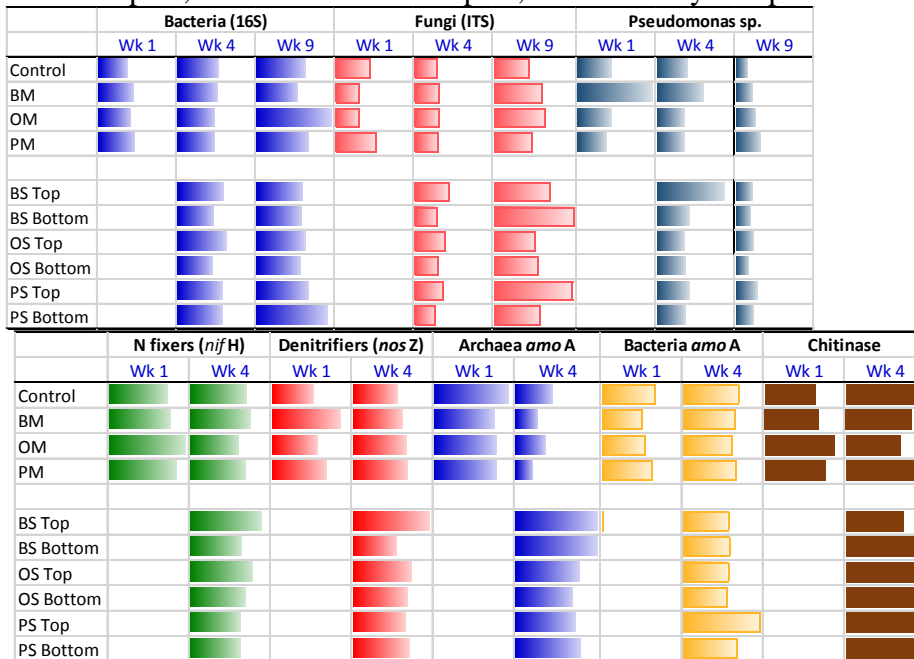 Bacteria (16S) Fungi (ITS) Pseudomonas sp.
Wk 1 Wk 4 Wk 9 Wk 1 Wk 4 Wk 9 Wk 1 Wk 4 Wk 9
Control
BM
OM
PM
BS Top
BS Bottom
OS Top
OS Bottom
PS Top
PS Bottom
N fixers (nifH) Denitrifiers (nosZ) Archaea amoA Bacteria amoA Chitinase
Wk 1 Wk 4 Wk 1 Wk 4 Wk 1 Wk 4 Wk 1 Wk 4 Wk 1 Wk 4
Control
BM
OM
PM
BS Top
BS Bottom
OS Top
OS Bottom
PS Top
PS Bottom